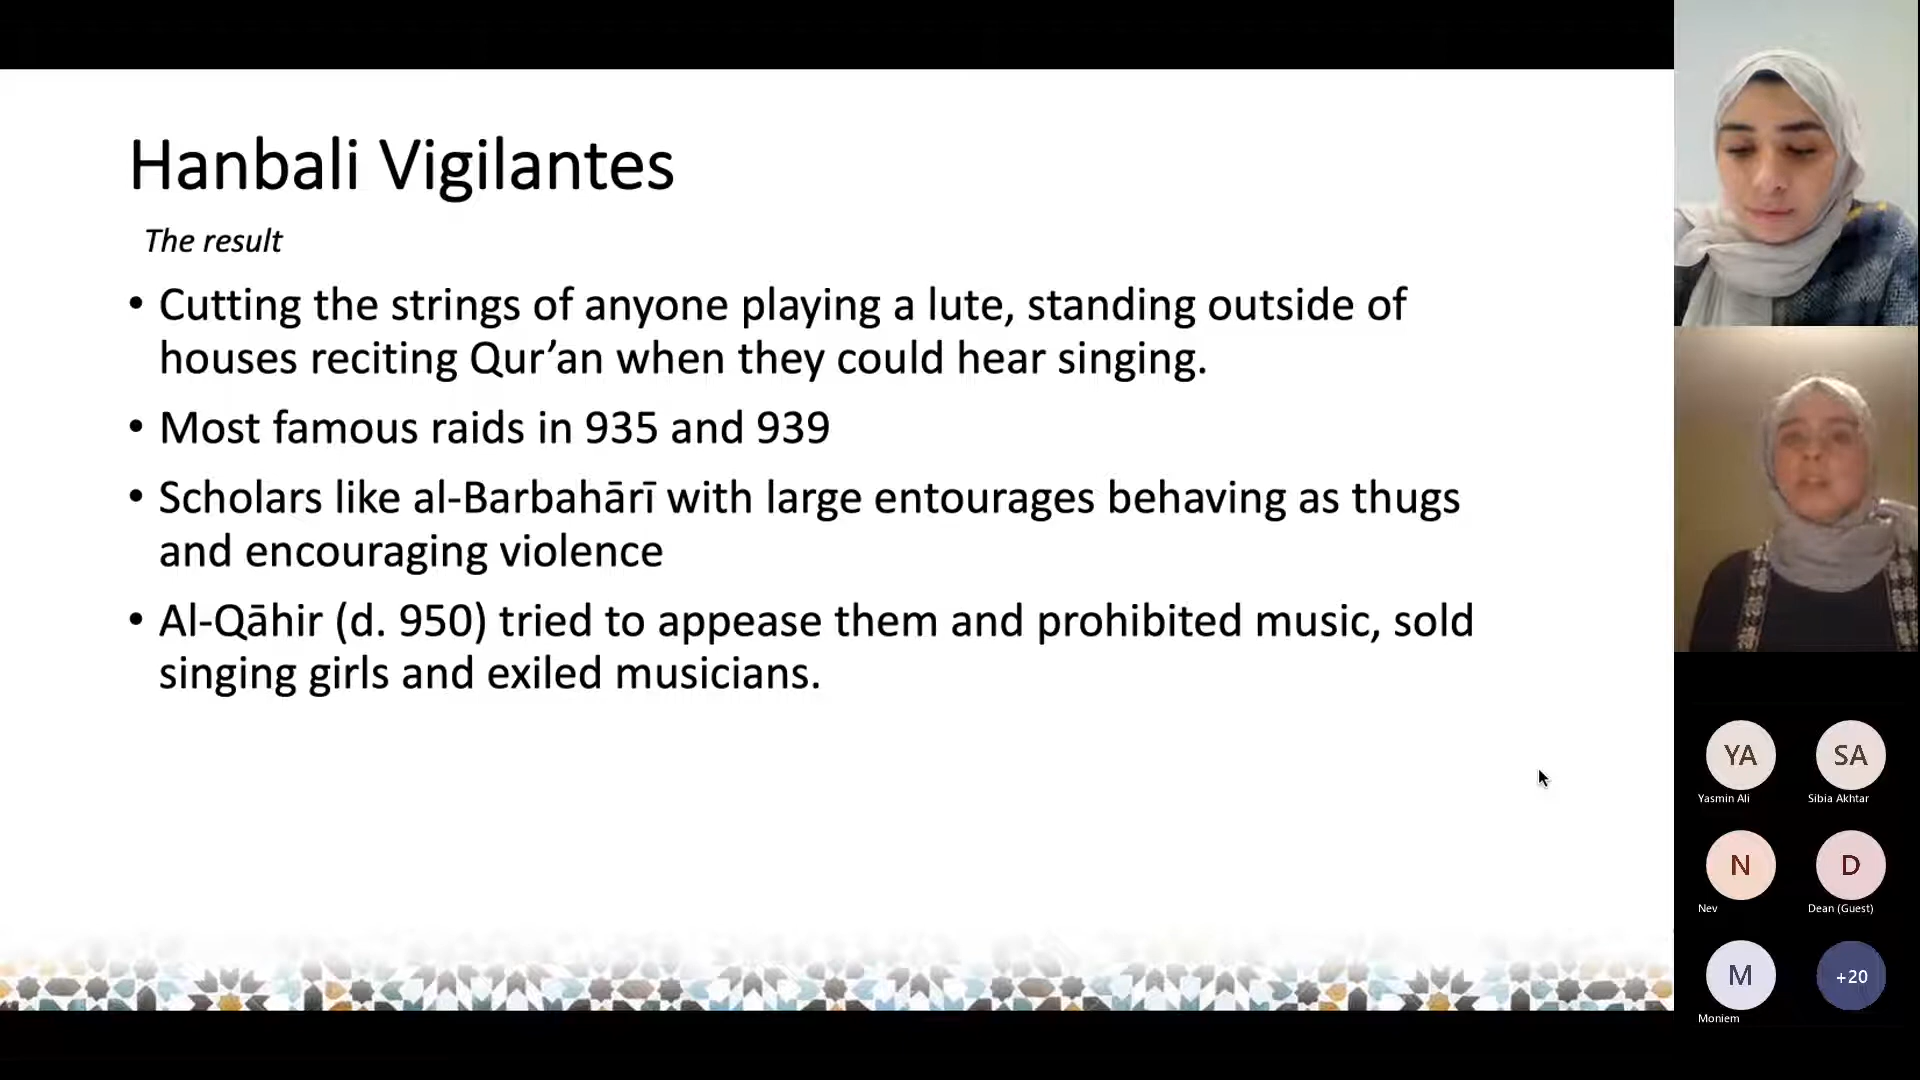 Hanbali Vigilantes
The result
• Cutting the strings of anyone playing a lute, standing outside of
houses reciting Qur’an when they could hear singing.
• Most famous raids in 935 and 939
• Scholars like al-Barbahārī with large entourages behaving as thugs
and encouraging violence
• Al-Qāhir (d. 950) tried to appease them and prohibited music, sold
singing girls and exiled musicians.
YA
SA
Yasmin Ali
Sibia Akhtar
N
D
Nev
Dean (Guest)
M
+20
Moniem